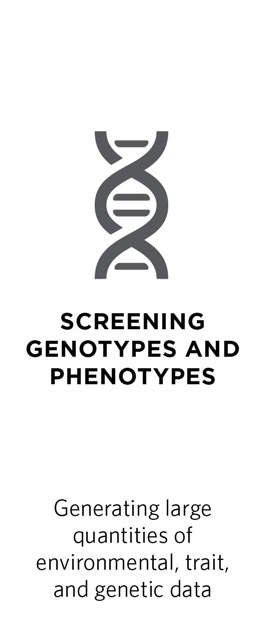 SCREENING
GENOTYPES AND
PHENOTYPES
Generating large
quantities of
environmental, trait,
and genetic data